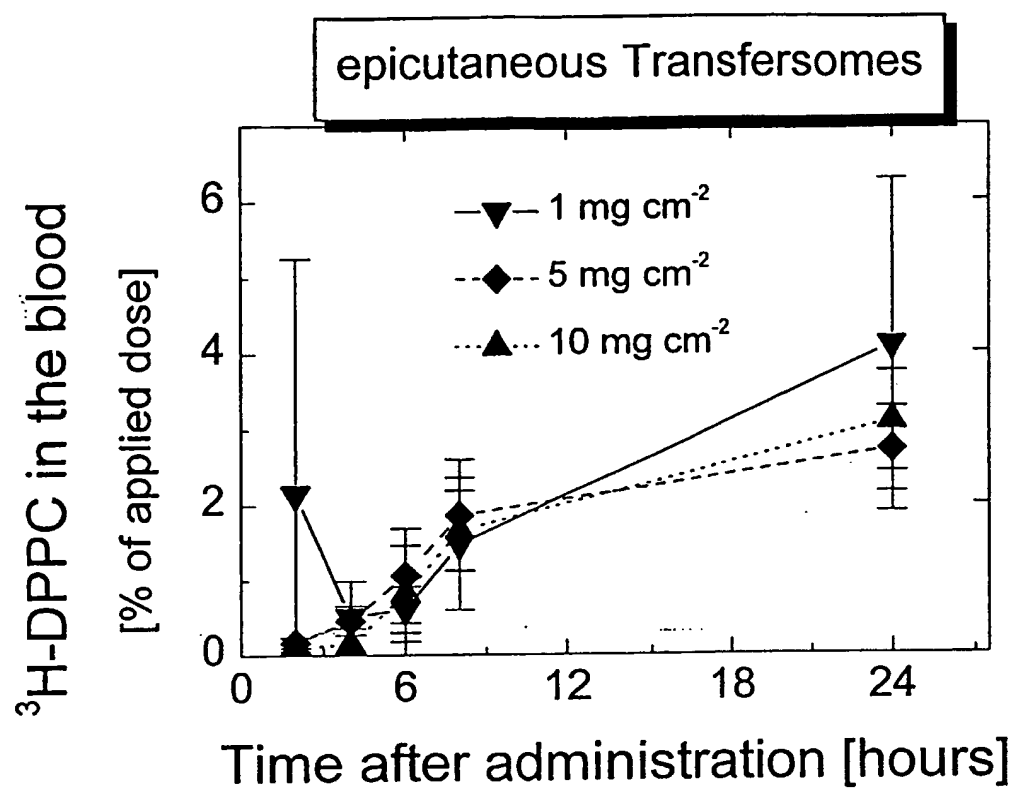 epicutaneous Transfersomes
³H-DPPC in the blood
[% of applied dose]
6
4
2
0
1 mg cm⁻²
5 mg cm⁻²
10 mg cm⁻²
0 6 12 18 24
Time after administration [hours]